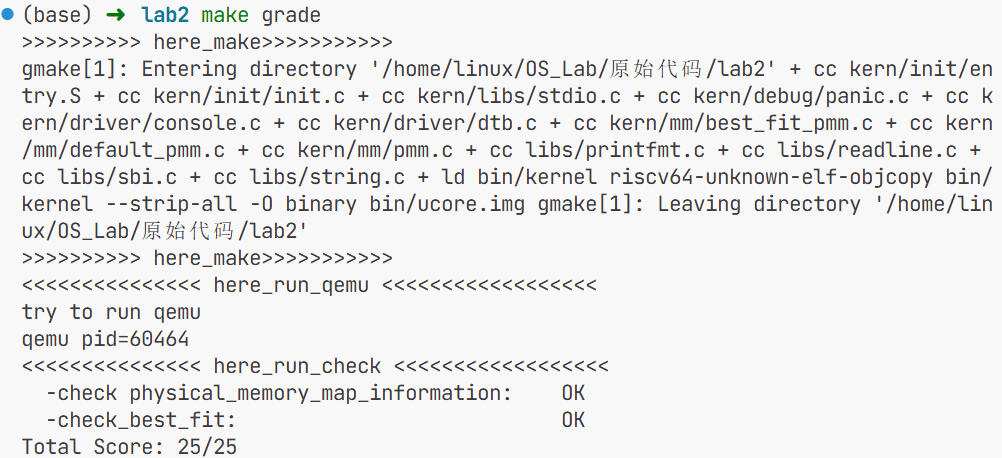 (base) ➜ lab2 make grade
>>>>>>>>>> here_make>>>>>>>>>>>
gmake[1]: Entering directory '/home/linux/OS_Lab/原始代码/lab2' + cc kern/init/en
try.S + cc kern/init/init.c + cc kern/libs/stdio.c + cc kern/debug/panic.c + cc k
ern/driver/console.c + cc kern/driver/dtb.c + cc kern/mm/best_fit_pmm.c + cc kern
/mm/default_pmm.c + cc kern/mm/pmm.c + cc libs/printfmt.c + cc libs/readline.c +
cc libs/sbi.c + cc libs/string.c + ld bin/kernel riscv64-unknown-elf-objcopy bin/
kernel --strip-all -O binary bin/ucore.img gmake[1]: Leaving directory '/home/lin
ux/OS_Lab/原始代码/lab2'
>>>>>>>>>> here_make>>>>>>>>>>>
<<<<<<<<<<<<<<< here_run_qemu <<<<<<<<<<<<<<<<<<
try to run qemu
qemu pid=60464
<<<<<<<<<<<<<<< here_run_check <<<<<<<<<<<<<<<<<<
  -check physical_memory_map_information:    OK
  -check_best_fit:                           OK
Total Score: 25/25